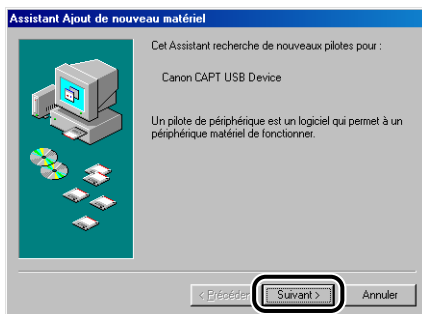 Assistant Ajout de nouveau matériel
Cet Assistant recherche de nouveaux pilotes pour :
Canon CAPT USB Device
Un pilote de périphérique est un logiciel qui permet à un
périphérique matériel de fonctionner.
< Précéder Suivant > Annuler